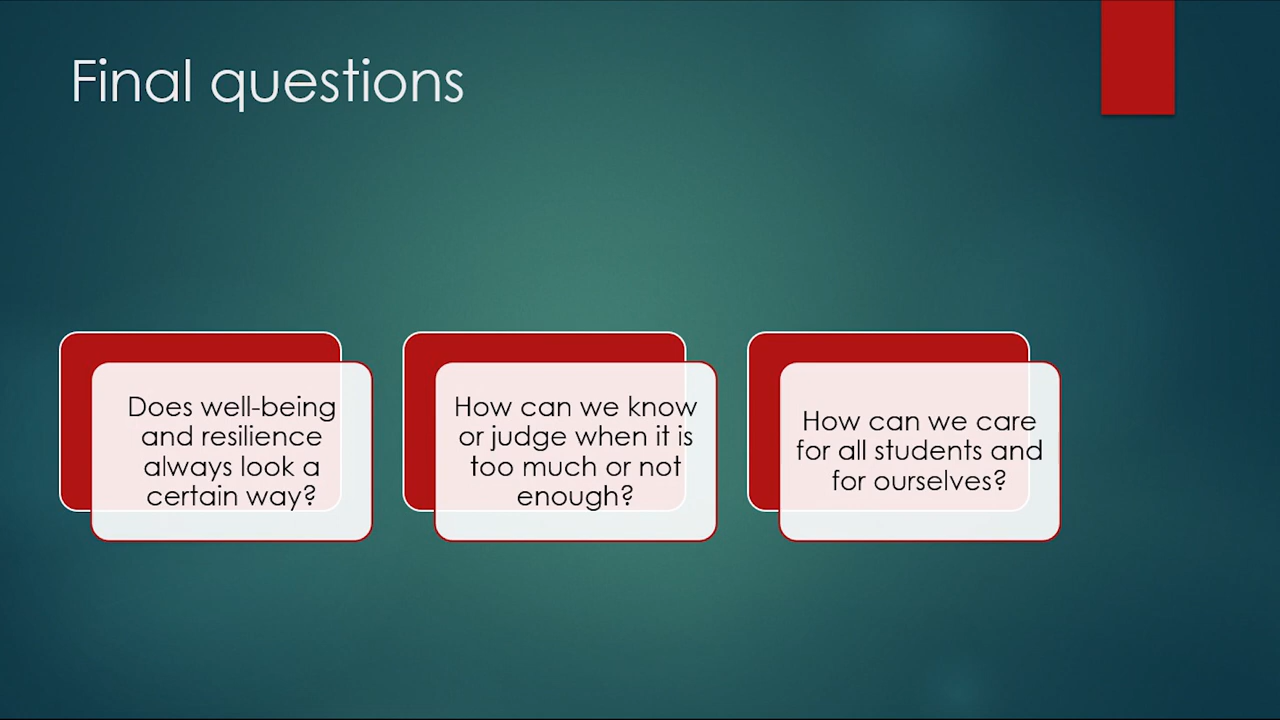 Final questions
Does well-being
and resilience
always look a
certain way?
How can we know
or judge when it is
too much or not
enough?
How can we care
for all students and
for ourselves?